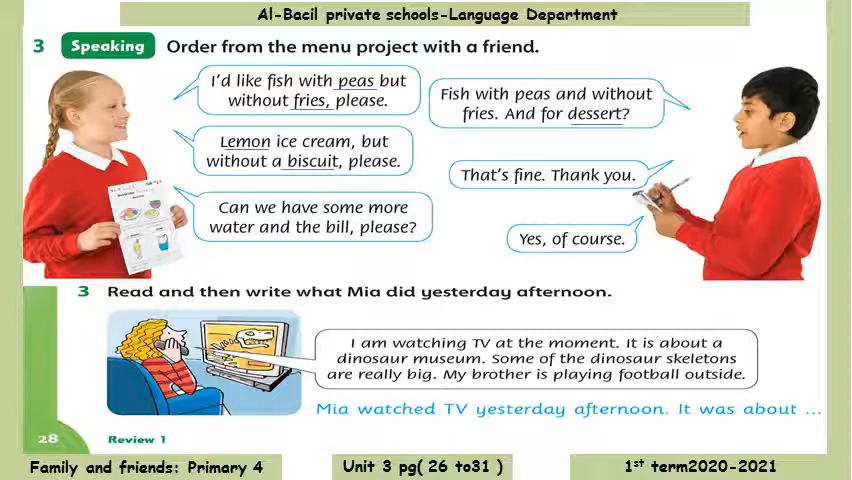 Al-Bacil private schools-Language Department
3 Speaking Order from the menu project with a friend.
I'd like fish with peas but
without fries, please.
Fish with peas and without
fries. And for dessert?
Lemon ice cream, but
without a biscuit, please.
That's fine. Thank you.
Can we have some more
water and the bill, please?
Yes, of course.
3 Read and then write what Mia did yesterday afternoon.
I am watching TV at the moment. It is about a
dinosaur museum. Some of the dinosaur skeletons
are really big. My brother is playing football outside.
Mia watched TV yesterday afternoon. It was about ...
28 Review 1
Family and friends: Primary 4
Unit 3 pg( 26 to31 )
1st term2020-2021